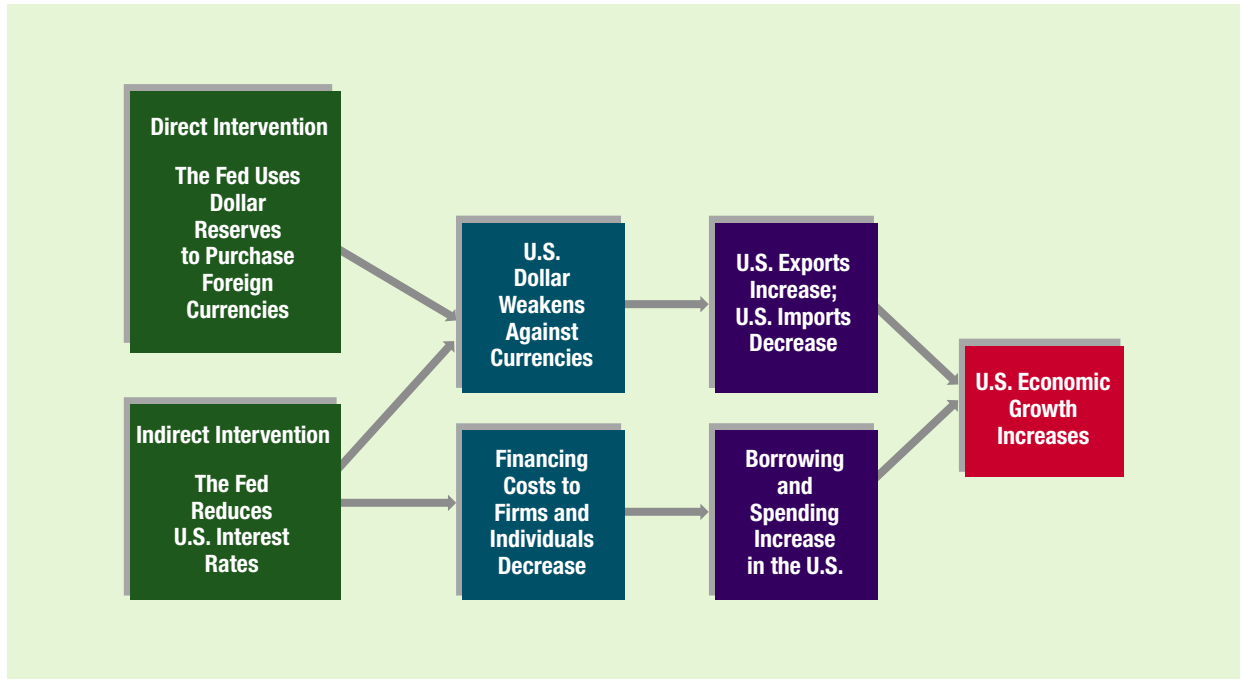 Direct Intervention
The Fed Uses
Dollar
Reserves
to Purchase
Foreign
Currencies
Indirect Intervention
The Fed
Reduces
U.S. Interest
Rates
U.S.
Dollar
Weakens
Against
Currencies
Financing
Costs to
Firms and
Individuals
Decrease
U.S. Exports
Increase;
U.S. Imports
Decrease
Borrowing
and
Spending
Increase
in the U.S.
U.S. Economic
Growth
Increases